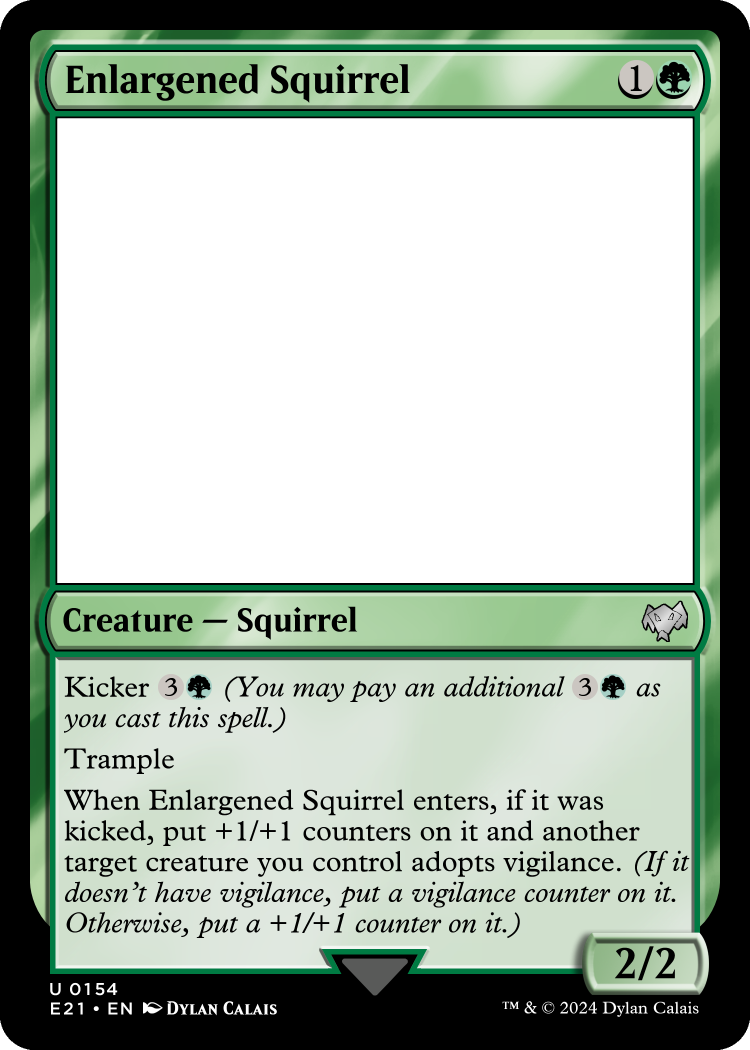 Enlargened Squirrel 1
Creature — Squirrel
Kicker 3 (You may pay an additional 3 as
you cast this spell.)
Trample
When Enlargened Squirrel enters, if it was
kicked, put +1/+1 counters on it and another
target creature you control adopts vigilance. (If it
doesn't have vigilance, put a vigilance counter on it.
Otherwise, put a +1/+1 counter on it.)
2/2
U 0154
E21 • EN Dylan Calais
™ & © 2024 Dylan Calais